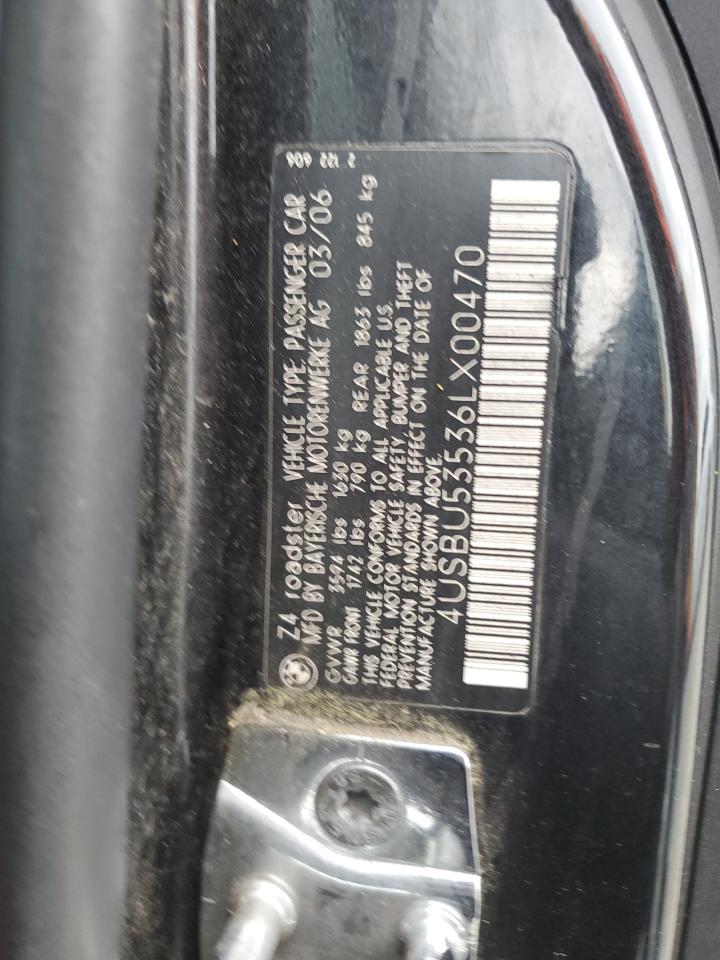 Z4 roadster VEHICLE TYPE: PASSENGER CAR
MFD BY BAYERISCHE MOTORENWERKE AG 03/06
GVWR 3594 lbs 1630 kg
GAWR FRONT 1742 lbs 790 kg REAR 1863 lbs 845 kg
THIS VEHICLE CONFORMS TO ALL APPLICABLE U.S.
FEDERAL MOTOR VEHICLE SAFETY, BUMPER AND THEFT
PREVENTION STANDARDS IN EFFECT ON THE DATE OF
MANUFACTURE SHOWN ABOVE.
4USBU53536LX00470
2 122 909